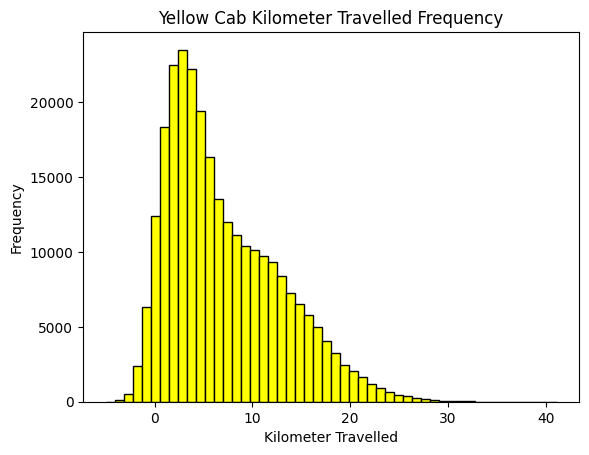 Yellow Cab Kilometer Travelled Frequency
20000
15000
10000
5000
0
Frequency
0 10 20 30 40
Kilometer Travelled